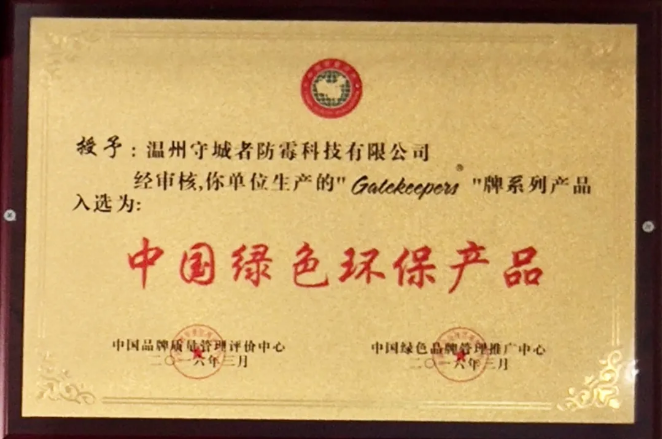 授予：温州守城者防霉科技有限公司
经审核,你单位生产的"Gatekeepers®"牌系列产品
入选为:
中国绿色环保产品
中国品牌质量管理评价中心
二〇一六年三月
中国绿色品牌管理推广中心
二〇一六年三月